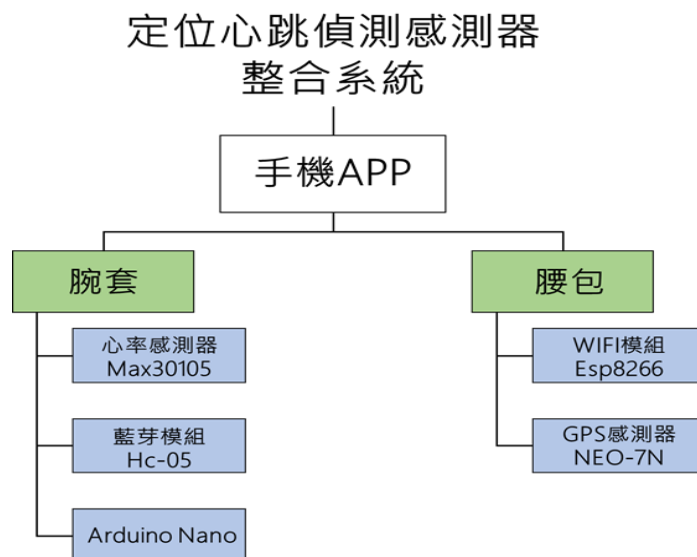 定位心跳偵測感測器
整合系統
手機APP
腕套
腰包
心率感測器
Max30105
藍芽模組
Hc-05
Arduino Nano
WIFI模組
Esp8266
GPS感測器
NEO-7N